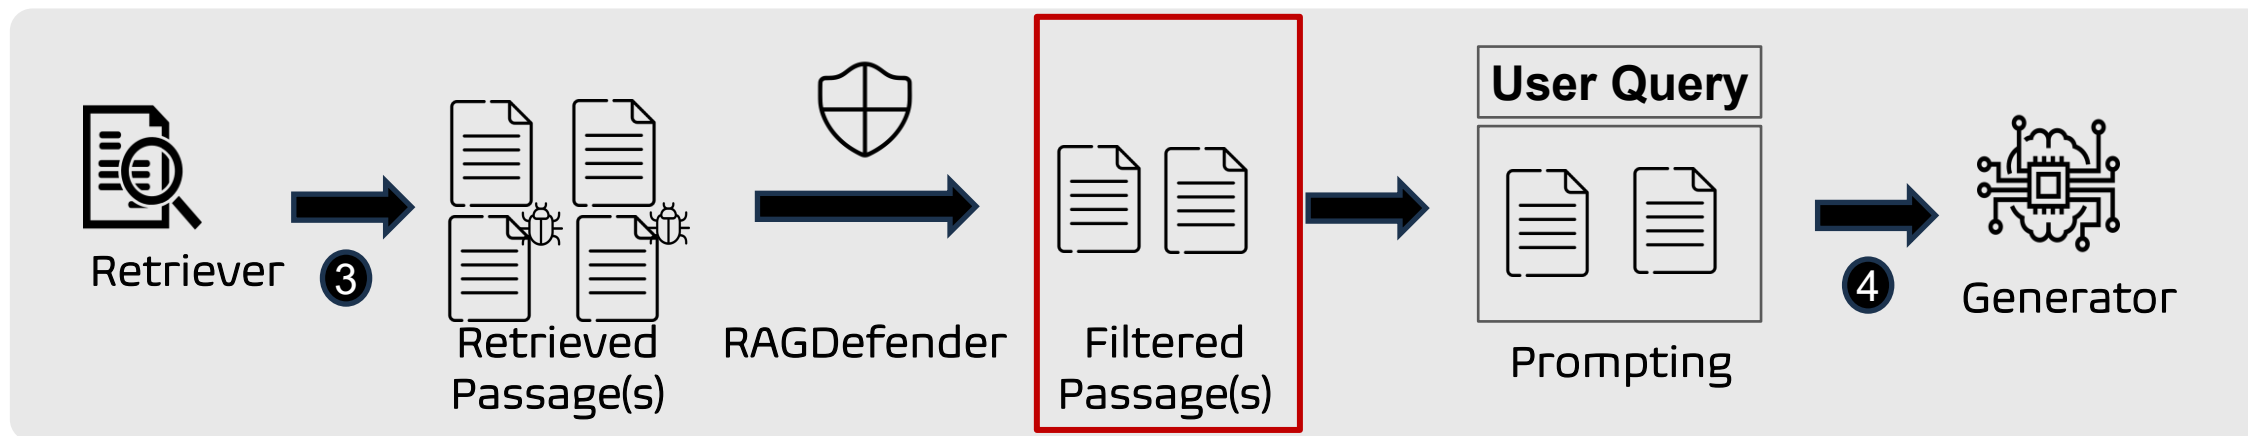 Retriever
3
Retrieved
Passage(s)
RAGDefender
Filtered
Passage(s)
User Query
Prompting
4
Generator